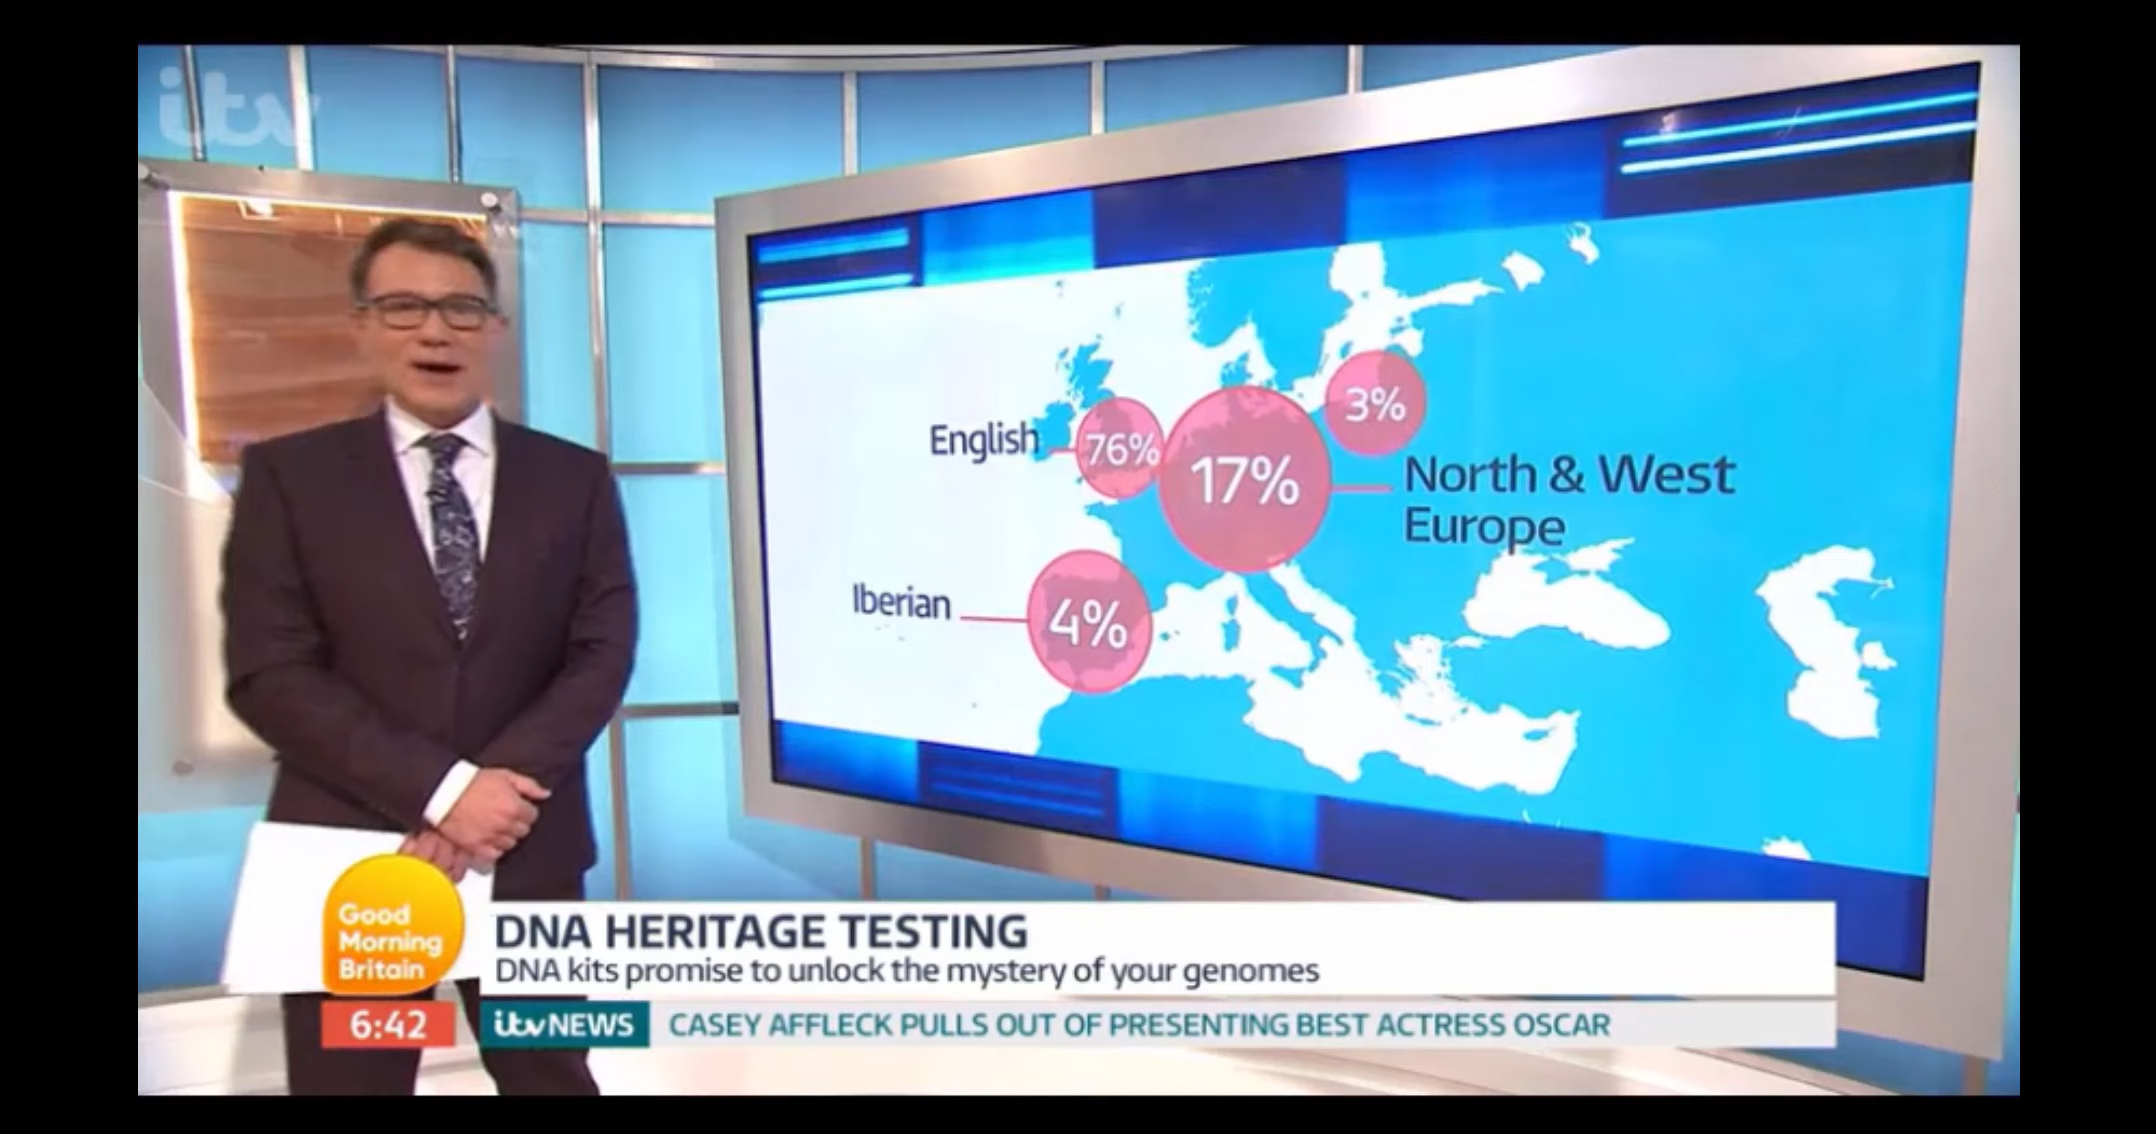 itv
English
76%
17%
3%
North & West
Europe
Iberian
4%
Good
Morning
Britain
DNA HERITAGE TESTING
DNA kits promise to unlock the mystery of your genomes
6:42
itv NEWS
CASEY AFFLECK PULLS OUT OF PRESENTING BEST ACTRESS OSCAR